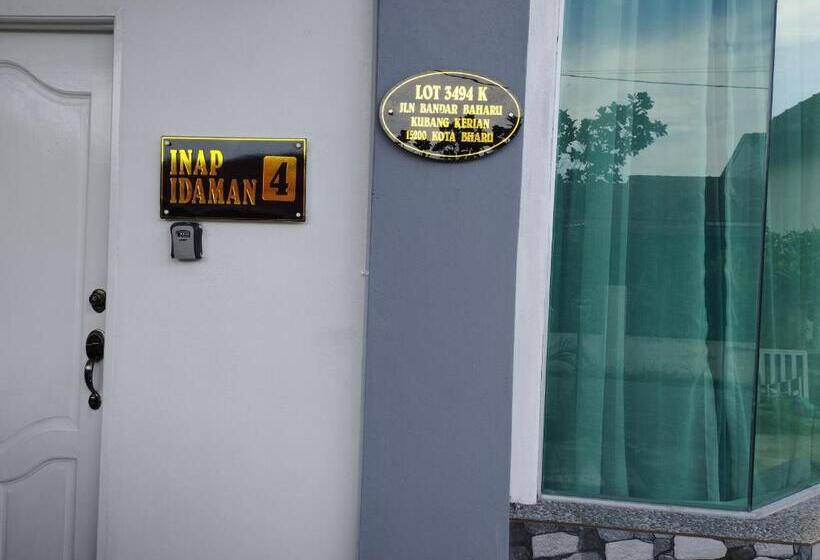 INAP
IDAMAN 4
LOT 3494 K
JLN BANDAR BAHARU
KUBANG KERIAN
15200 KOTA BHARU